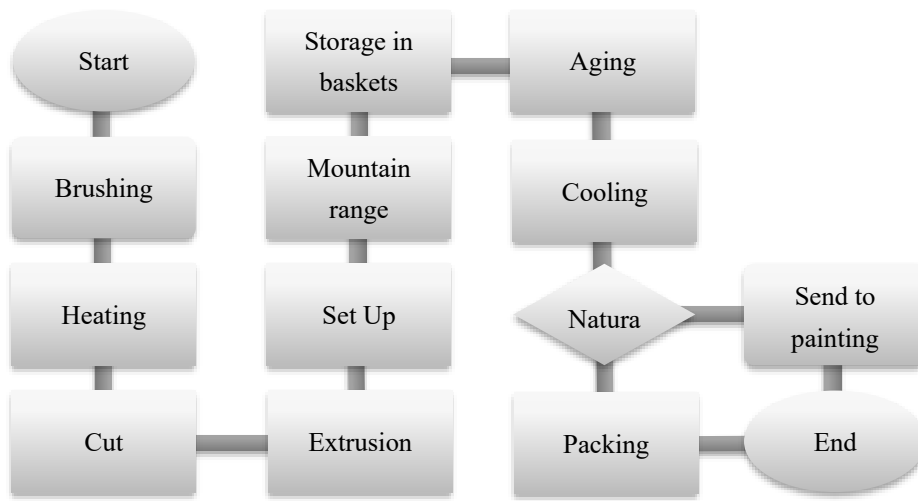 Start
Brushing
Heating
Cut
Extrusion
Set Up
Mountain
range
Storage in
baskets
Aging
Cooling
Natura
Send to
painting
Packing
End